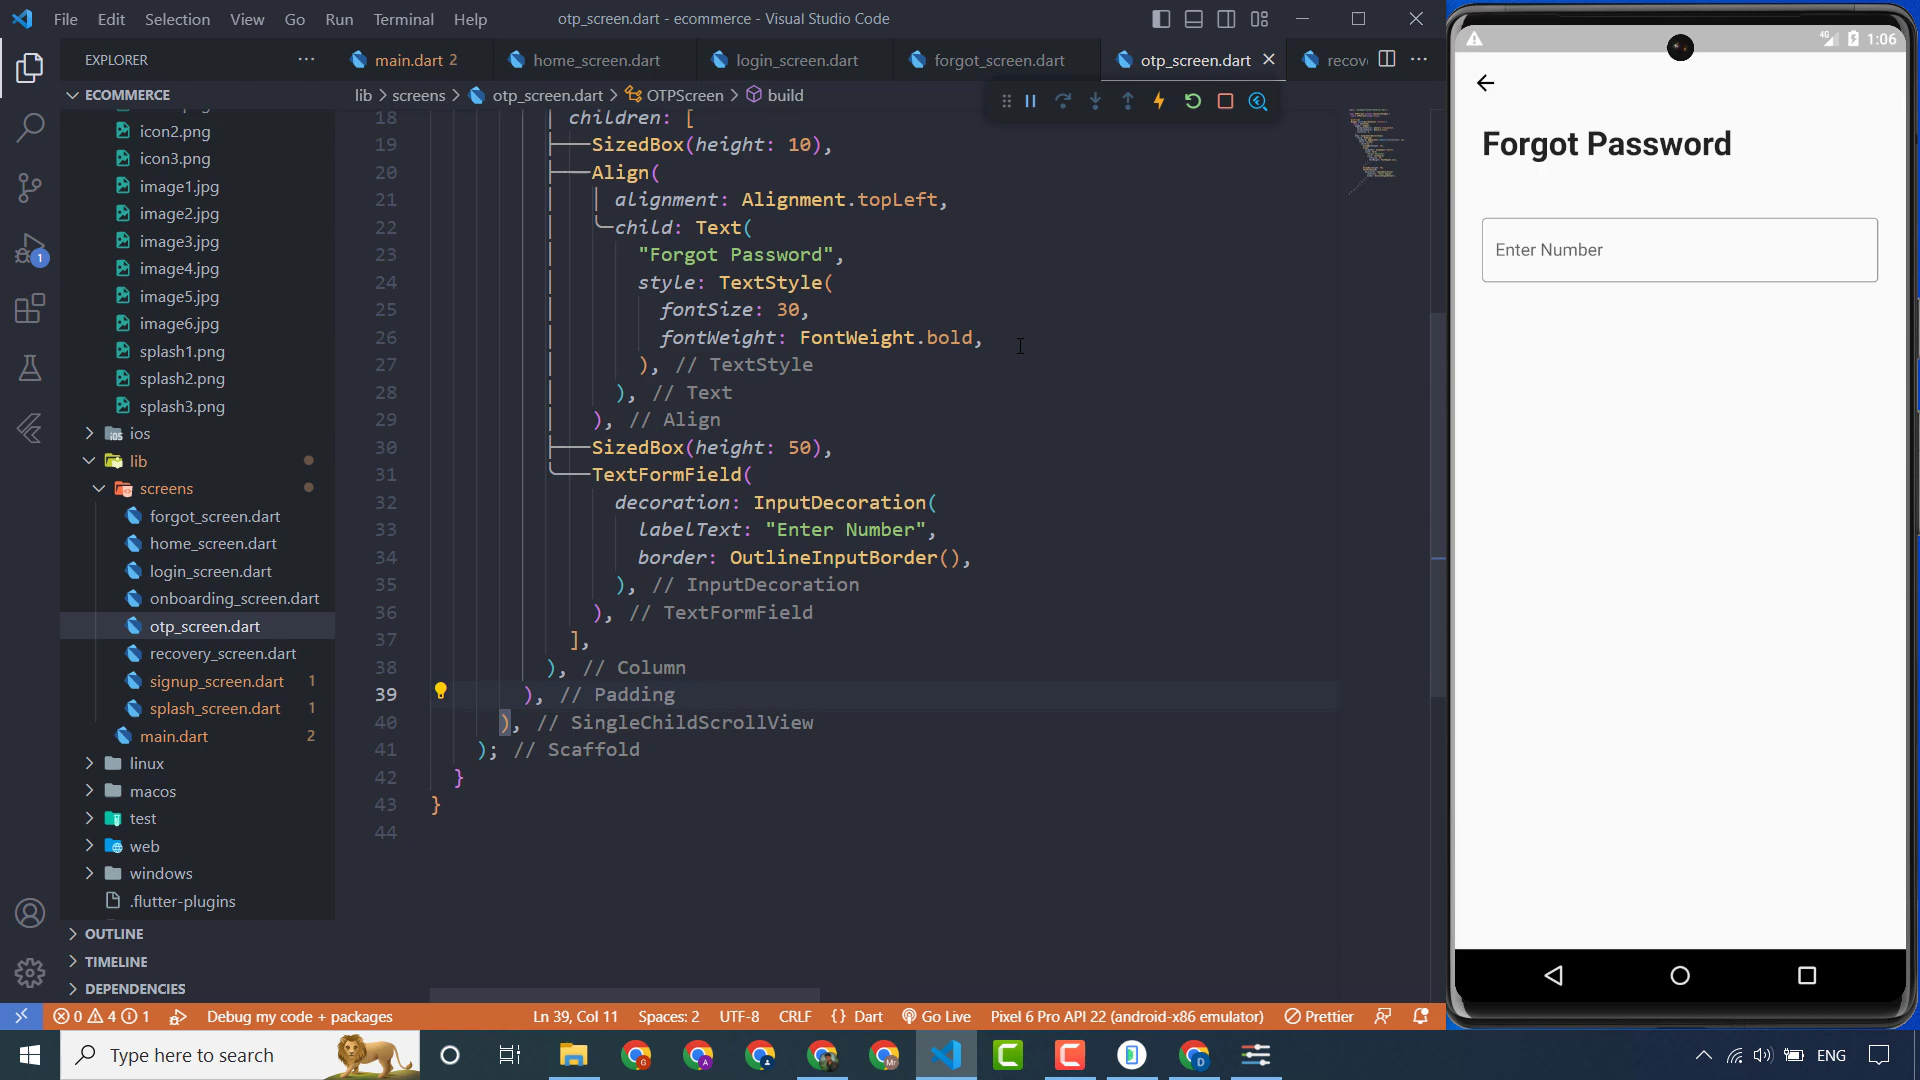 File Edit Selection View Go Run Terminal Help
otp_screen.dart - ecommerce - Visual Studio Code
EXPLORER
main.dart 2
home_screen.dart
login_screen.dart
forgot_screen.dart
otp_screen.dart
recov
ECOMMERCE
lib > screens > otp_screen.dart > OTPScreen > build
icon2.png
icon3.png
image1.jpg
image2.jpg
image3.jpg
image4.jpg
image5.jpg
image6.jpg
splash1.png
splash2.png
splash3.png
ios
lib
screens
forgot_screen.dart
home_screen.dart
login_screen.dart
onboarding_screen.dart
otp_screen.dart
recovery_screen.dart
signup_screen.dart 1
splash_screen.dart 1
main.dart 2
linux
macos
test
web
windows
.flutter-plugins
OUTLINE
TIMELINE
DEPENDENCIES
1
18 children: [
19 SizedBox(height: 10),
20 Align(
21 alignment: Alignment.topLeft,
22 child: Text(
23 "Forgot Password",
24 style: TextStyle(
25 fontSize: 30,
26 fontWeight: FontWeight.bold,
27 ), // TextStyle
28 ), // Text
29 ), // Align
30 SizedBox(height: 50),
31 TextFormField(
32 decoration: InputDecoration(
33 labelText: "Enter Number",
34 border: OutlineInputBorder(),
35 ), // InputDecoration
36 ), // TextFormField
37 ],
38 ), // Column
39 ), // Padding
40 ), // SingleChildScrollView
41 ); // Scaffold
42 }
43 }
44
4G 1:06
Forgot Password
Enter Number
0 4 1 Debug my code + packages Ln 39, Col 11 Spaces: 2 UTF-8 CRLF {} Dart Go Live Pixel 6 Pro API 22 (android-x86 emulator) Prettier
Type here to search
ENG